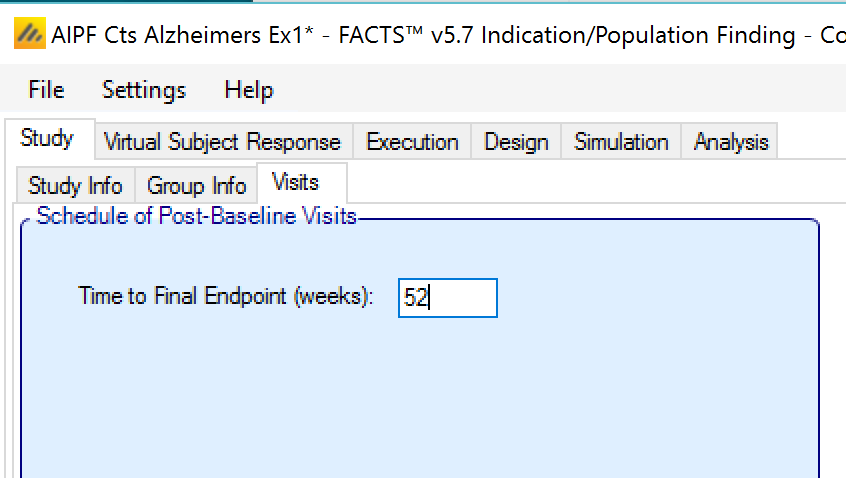 AIPF Cts Alzheimers Ex1* - FACTS™ v5.7 Indication/Population Finding - Co
File Settings Help
Study Virtual Subject Response Execution Design Simulation Analysis
Study Info Group Info Visits
Schedule of Post-Baseline Visits
Time to Final Endpoint (weeks): 52